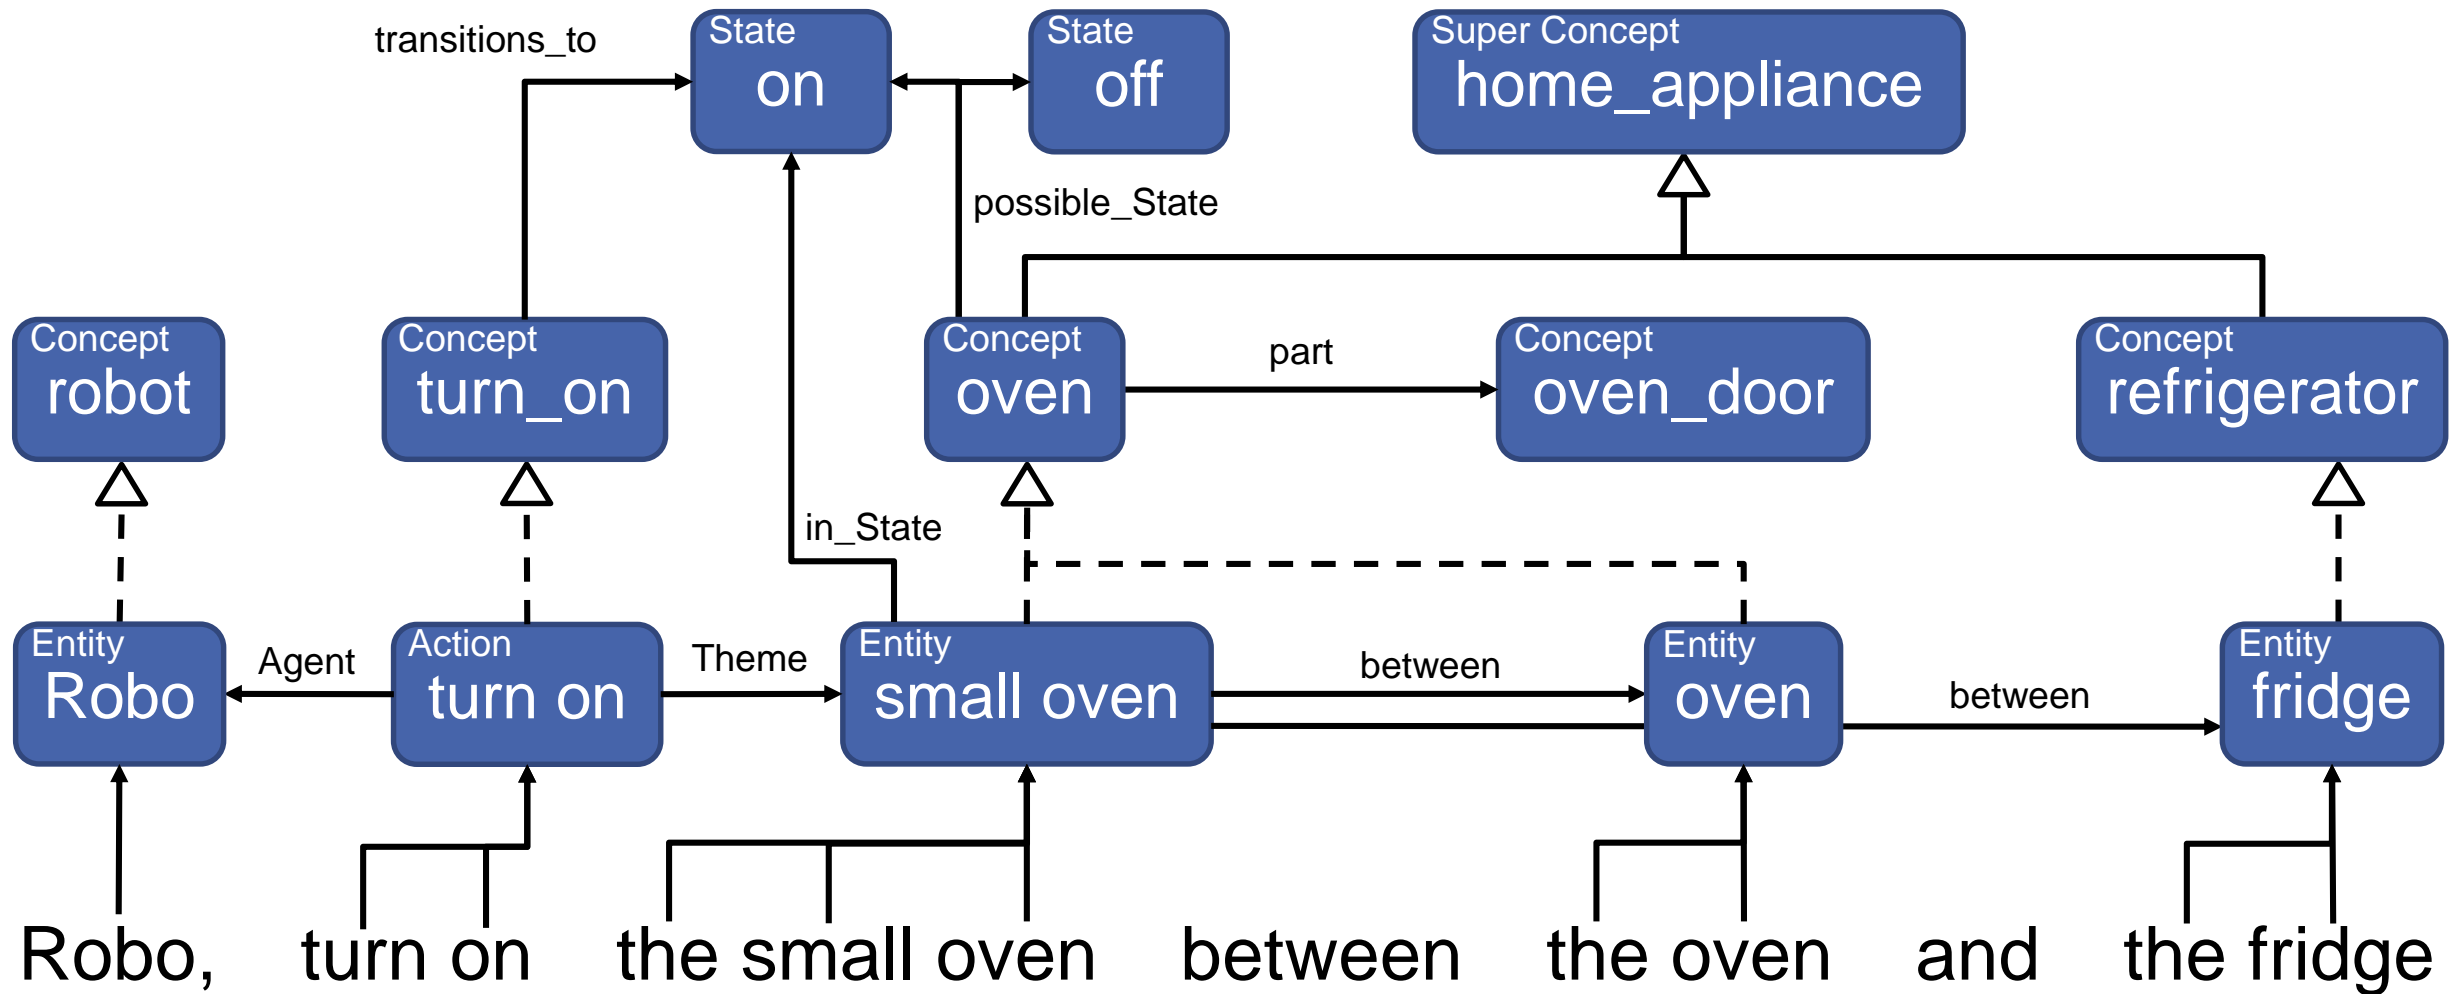 transitions_to
State
on
State
off
Super Concept
home_appliance
possible_State
Concept
robot
Concept
turn_on
Concept
oven
part
Concept
oven_door
Concept
refrigerator
in_State
Entity
Robo
Agent
Action
turn on
Theme
Entity
small oven
between
Entity
oven
between
Entity
fridge
Robo, turn on the small oven between the oven and the fridge